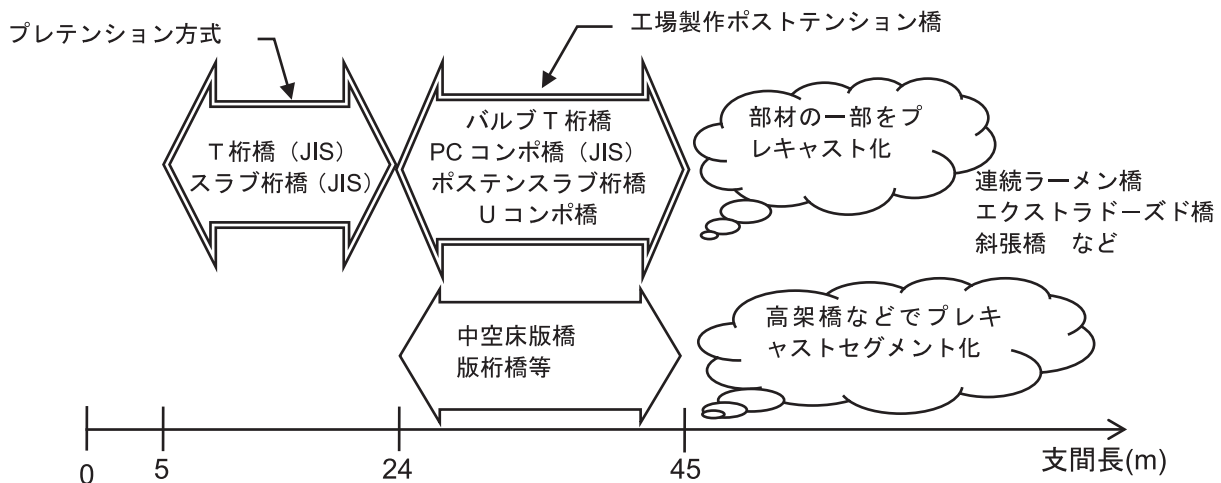 プレテンション方式
工場製作ポストテンション橋
T桁橋（JIS）
スラブ桁橋（JIS）
バルブT桁橋
PCコンポ橋（JIS）
ポステンスラブ桁橋
Uコンポ橋
部材の一部をプ
レキャスト化
連続ラーメン橋
エクストラドーズド橋
斜張橋　など
中空床版橋
版桁橋等
高架橋などでプレキ
ャストセグメント化
0
5
24
45
支間長(m)